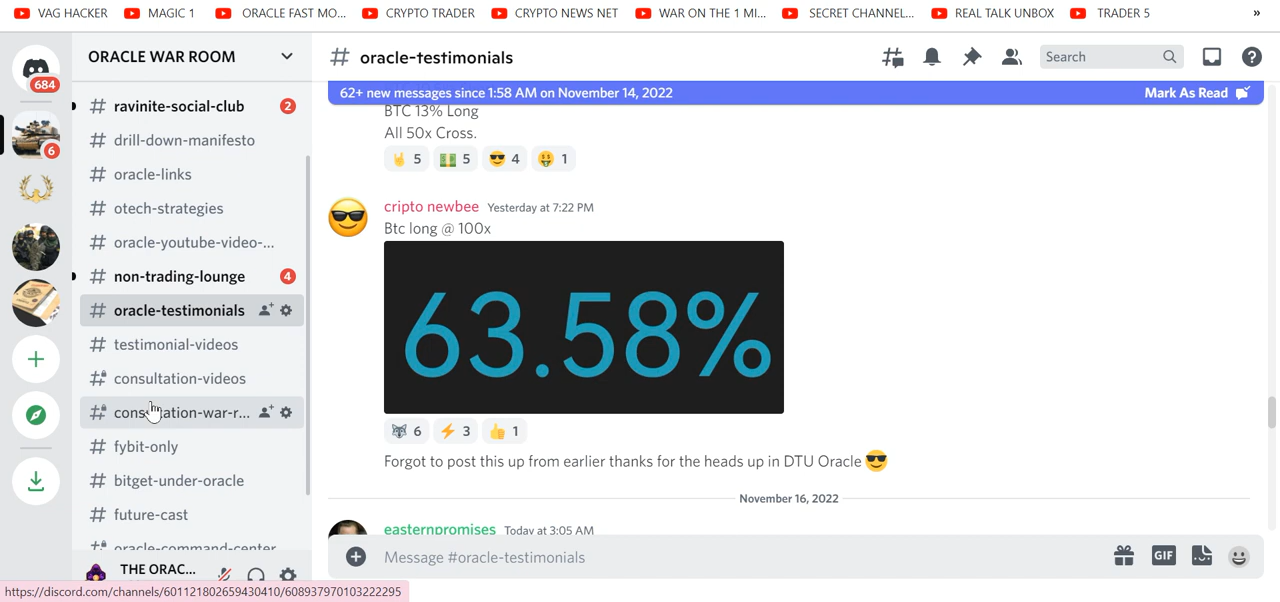 VAG HACKER MAGIC 1 ORACLE FAST MO... CRYPTO TRADER CRYPTO NEWS NET WAR ON THE 1 MI... SECRET CHANNEL... REAL TALK UNBOX TRADER 5 »
684
6
ORACLE WAR ROOM
# ravinite-social-club 2
# drill-down-manifesto
# oracle-links
# otech-strategies
# oracle-youtube-video-...
# non-trading-lounge 4
# oracle-testimonials
# testimonial-videos
# consultation-videos
# consultation-war-r...
# fybit-only
# bitget-under-oracle
# future-cast
# oracle-command-center
THE ORAC...
# oracle-testimonials
Search
62+ new messages since 1:58 AM on November 14, 2022 Mark As Read
BTC 13% Long
All 50x Cross.
5 5 4 1
cripto newbee Yesterday at 7:22 PM
Btc long @ 100x
63.58%
6 3 1
Forgot to post this up from earlier thanks for the heads up in DTU Oracle
November 16, 2022
easternpromises Today at 3:05 AM
Message #oracle-testimonials
GIF
https://discord.com/channels/601121802659430410/608937970103222295